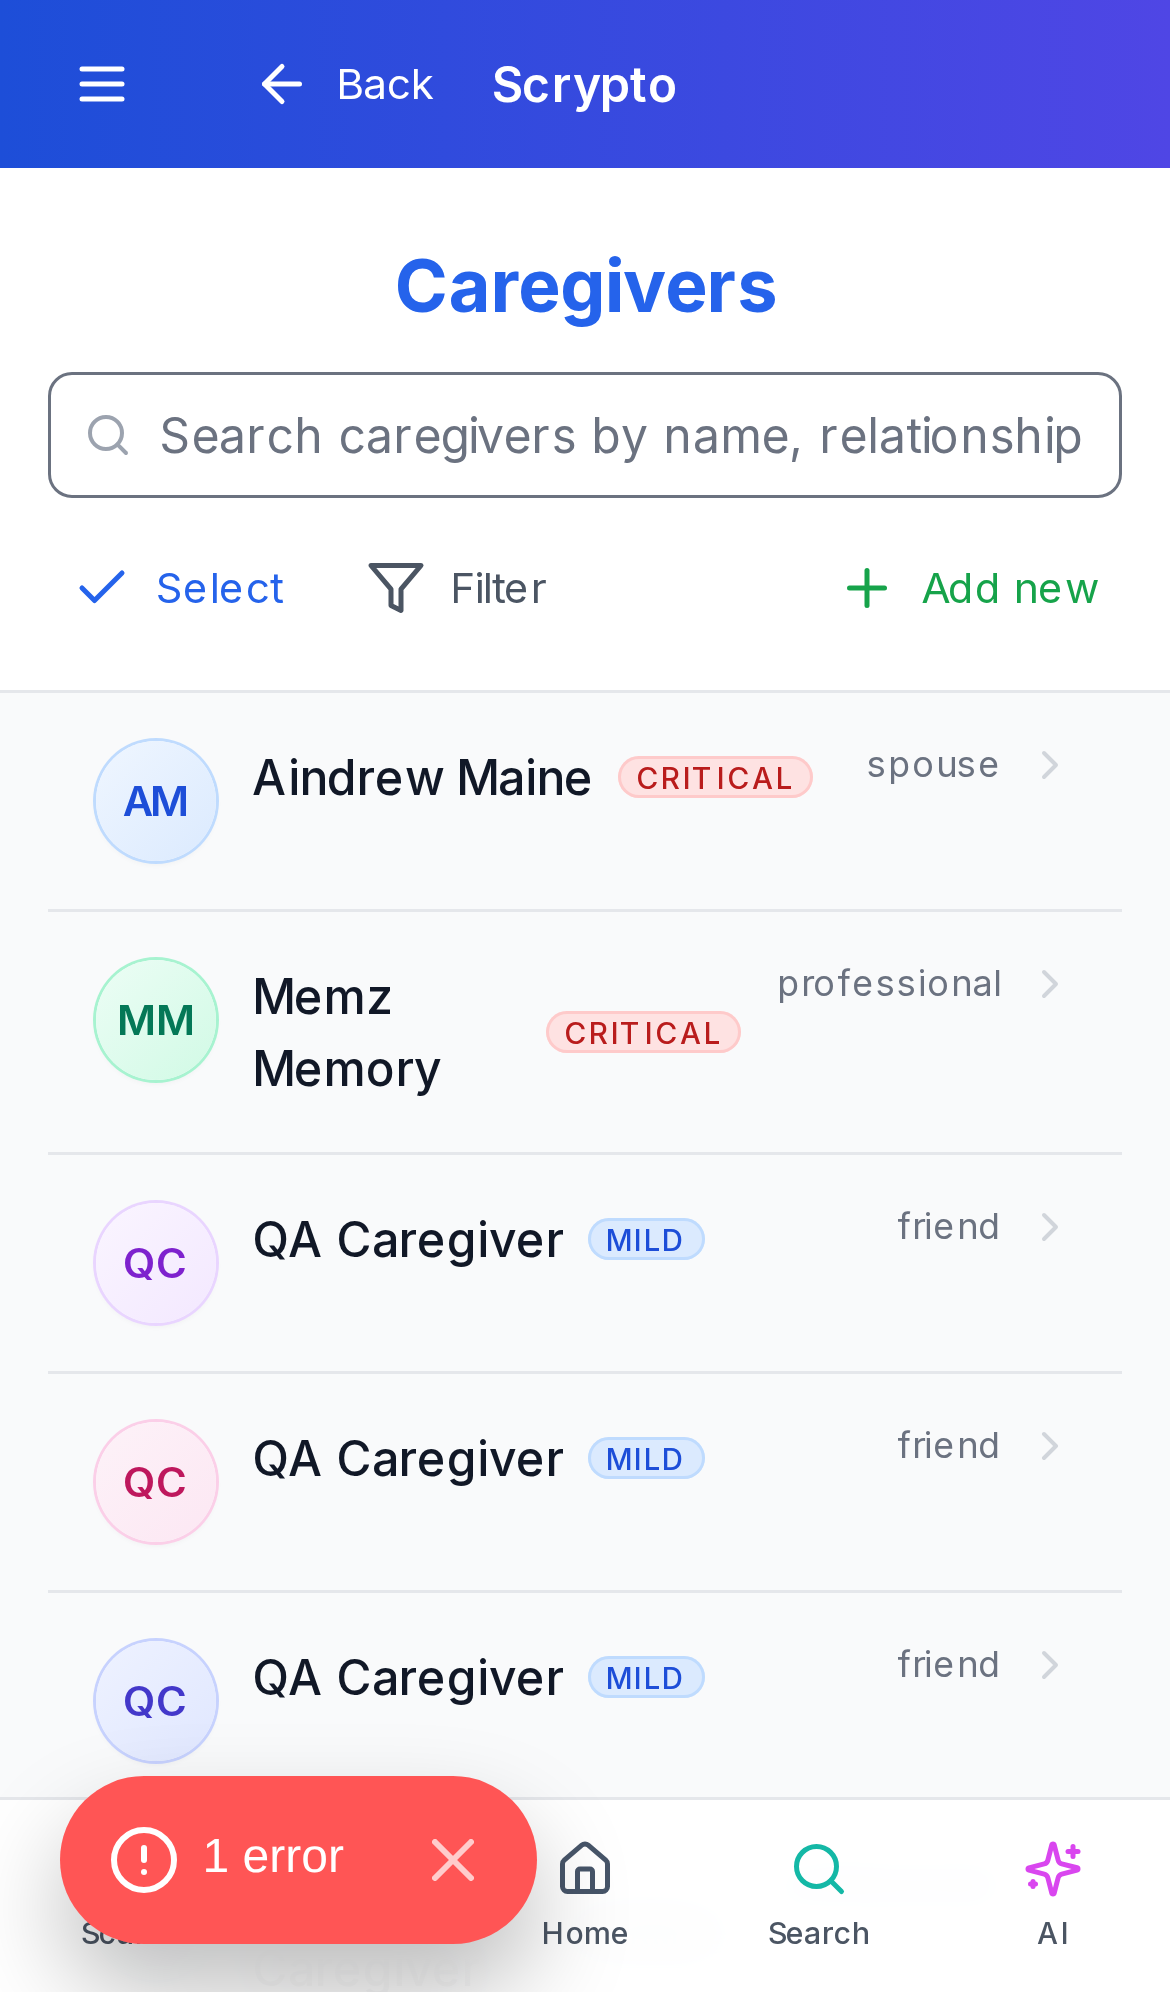 Back Scrypto
Caregivers
Search caregivers by name, relationship
Select Filter Add new
AM Aindrew Maine CRITICAL spouse
MM Memz Memory CRITICAL professional
QC QA Caregiver MILD friend
QC QA Caregiver MILD friend
QC QA Caregiver MILD friend
1 error
Home Search AI
Caregiver